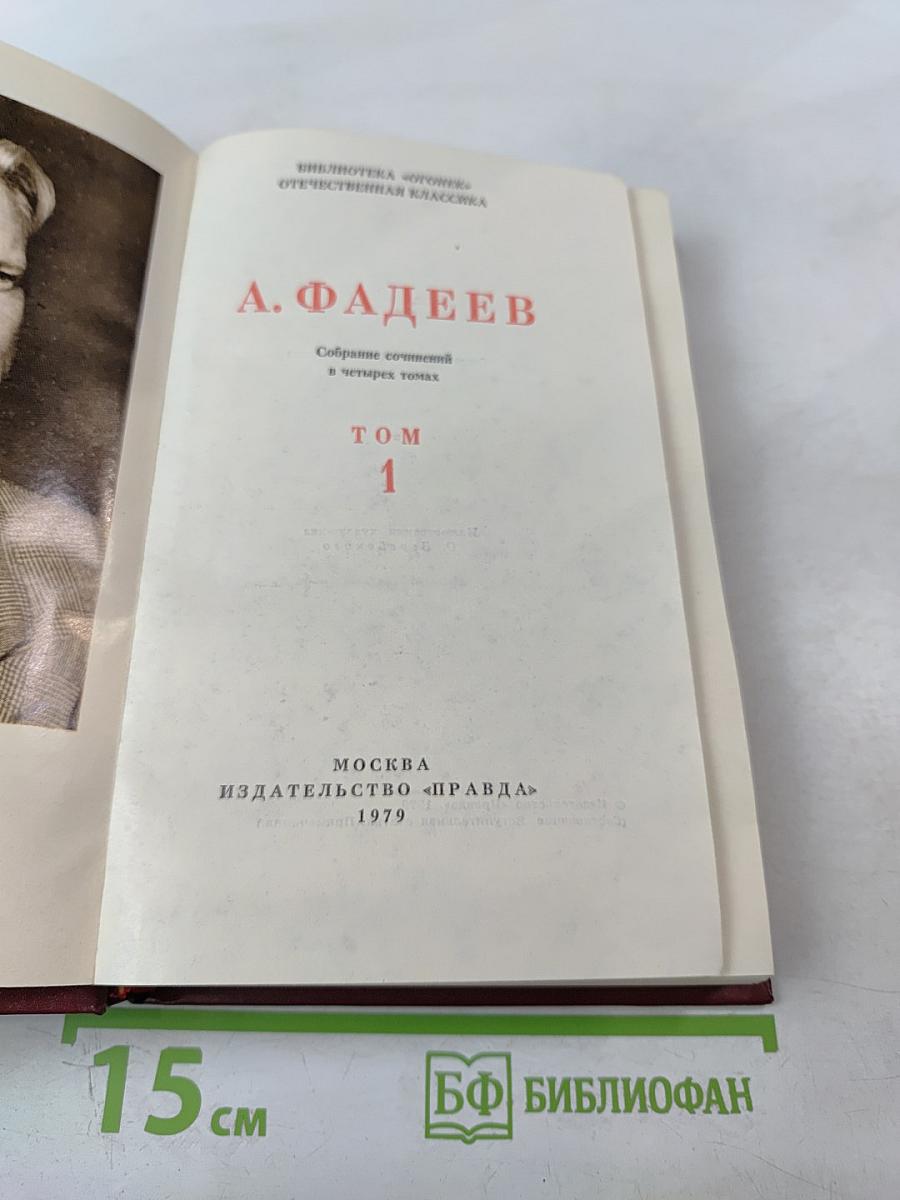 БИБЛИОТЕКА «ОГОНЕК»
ОТЕЧЕСТВЕННАЯ КЛАССИКА
А. ФАДЕЕВ
Собрание сочинений
в четырех томах
ТОМ
1
МОСКВА
ИЗДАТЕЛЬСТВО «ПРАВДА»
1979
15 см
БФ БИБЛИОФАН